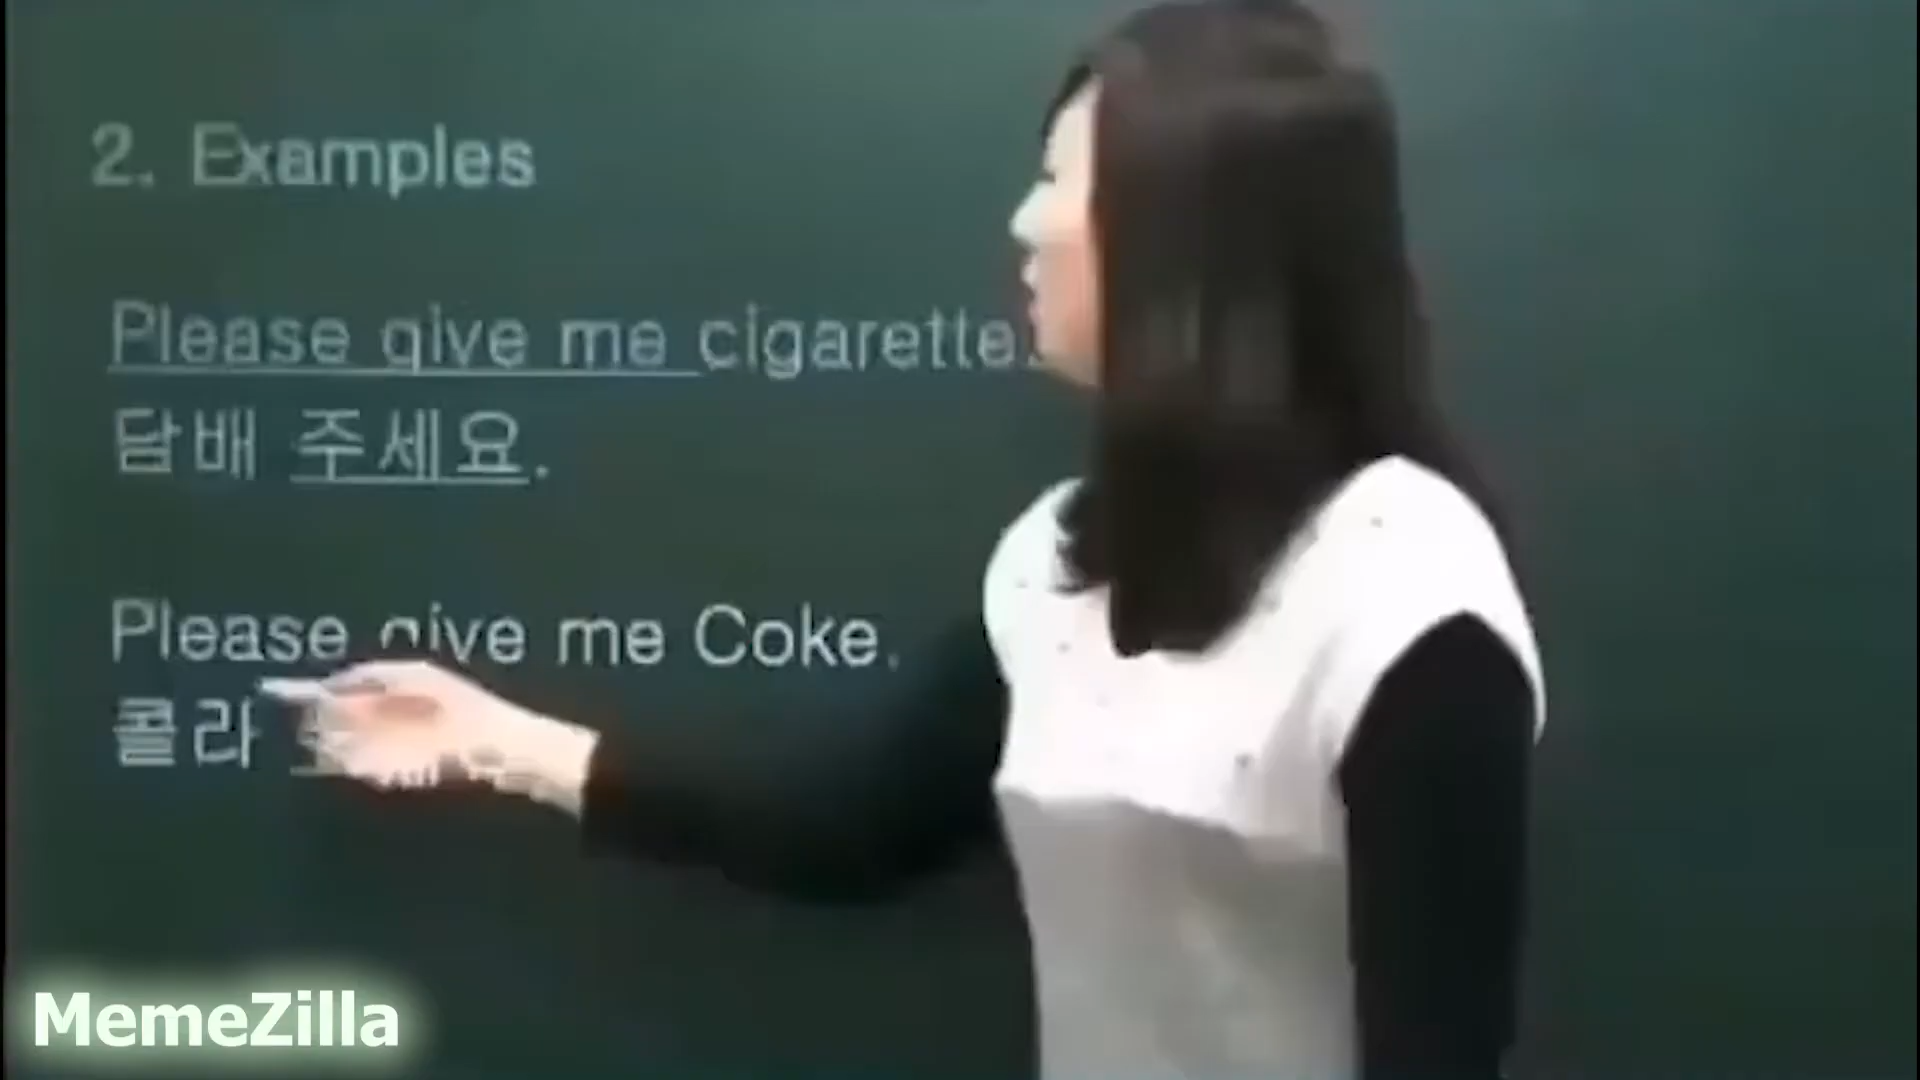 2. Examples
Please give me cigarette.
담배 주세요.
Please give me Coke.
콜라
MemeZilla